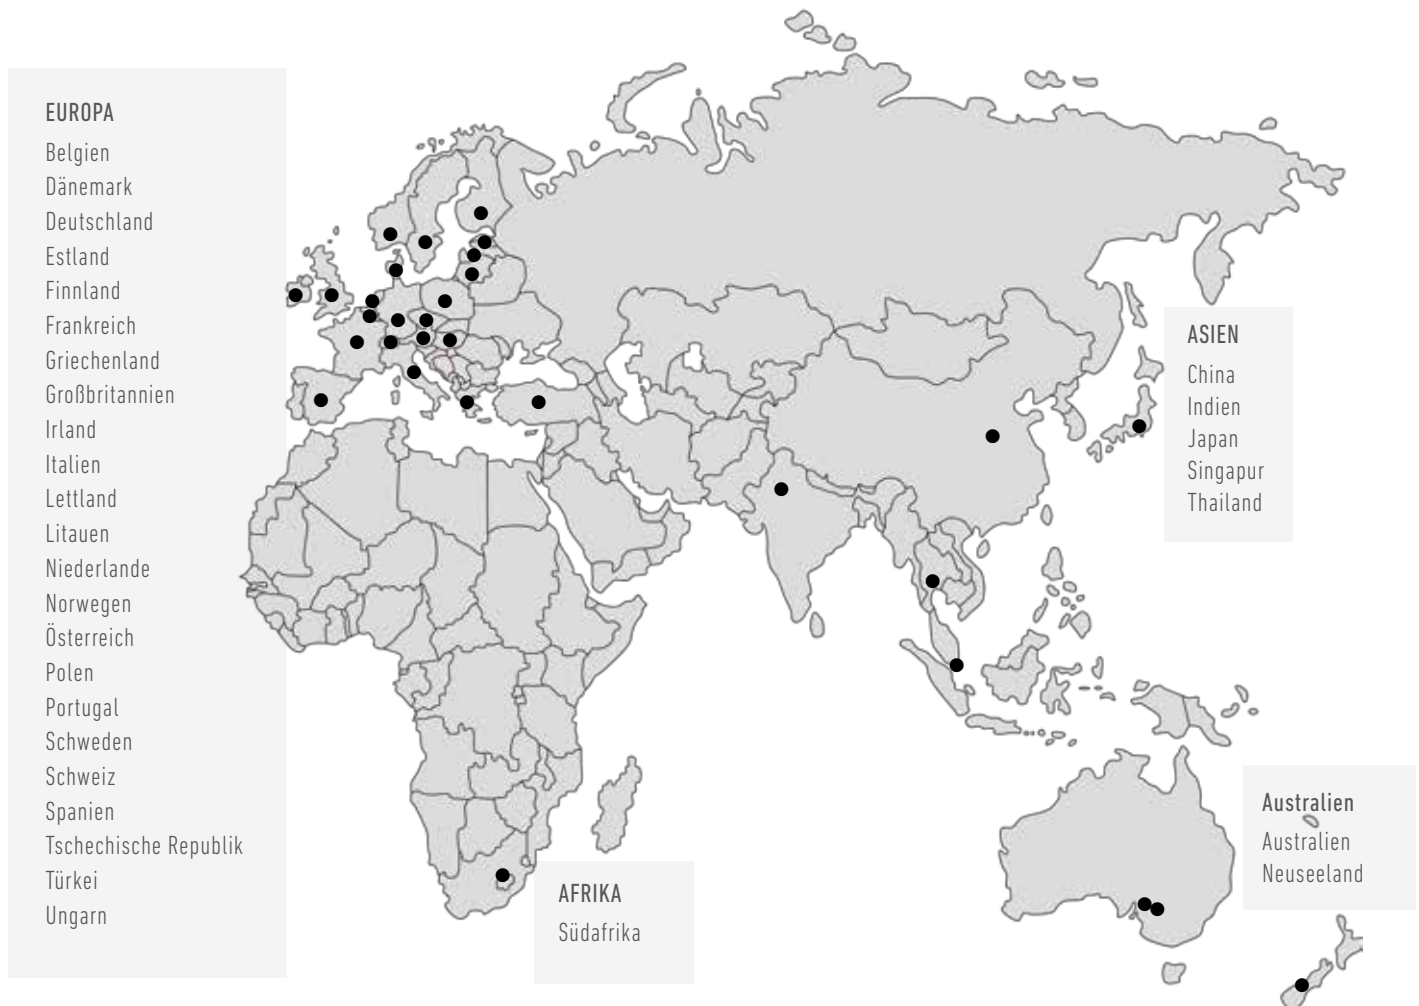 EUROPA
Belgien
Dänemark
Deutschland
Estland
Finnland
Frankreich
Griechenland
Großbritannien
Irland
Italien
Lettland
Litauen
Niederlande
Norwegen
Österreich
Polen
Portugal
Schweden
Schweiz
Spanien
Tschechische Republik
Türkei
Ungarn
ASIEN
China
Indien
Japan
Singapur
Thailand
AFRIKA
Südafrika
Australien
Australien
Neuseeland